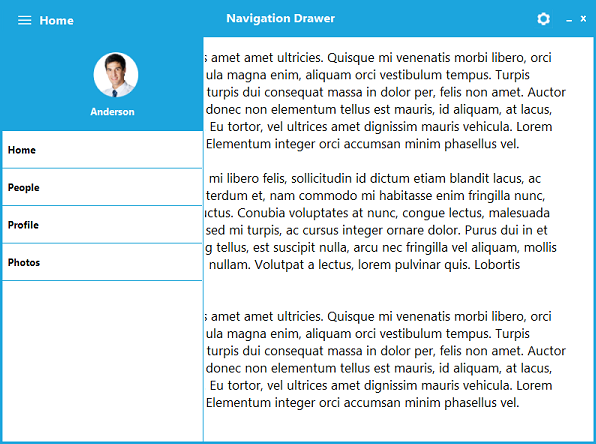 Home
Navigation Drawer
Anderson
Home
People
Profile
Photos
amet amet ultricies. Quisque mi venenatis morbi libero, orci
ula magna enim, aliquam orci vestibulum tempus. Turpis
turpis dui consequat massa in dolor per, felis non amet. Auctor
donec non elementum tellus est mauris, id aliquam, at lacus,
Eu tortor, vel ultrices amet dignissim mauris vehicula. Lorem
Elementum integer orci accumsan minim phasellus vel.
mi libero felis, sollicitudin id dictum etiam blandit lacus, ac
terdum et, nam commodo mi habitasse enim fringilla nunc,
uctus. Conubia voluptates at nunc, congue lectus, malesuada
sed mi turpis, ac cursus integer ornare dolor. Purus dui in et
g tellus, est suscipit nulla, arcu nec fringilla vel aliquam, mollis
nullam. Volutpat a lectus, lorem pulvinar quis. Lobortis
amet amet ultricies. Quisque mi venenatis morbi libero, orci
ula magna enim, aliquam orci vestibulum tempus. Turpis
turpis dui consequat massa in dolor per, felis non amet. Auctor
donec non elementum tellus est mauris, id aliquam, at lacus,
Eu tortor, vel ultrices amet dignissim mauris vehicula. Lorem
Elementum integer orci accumsan minim phasellus vel.